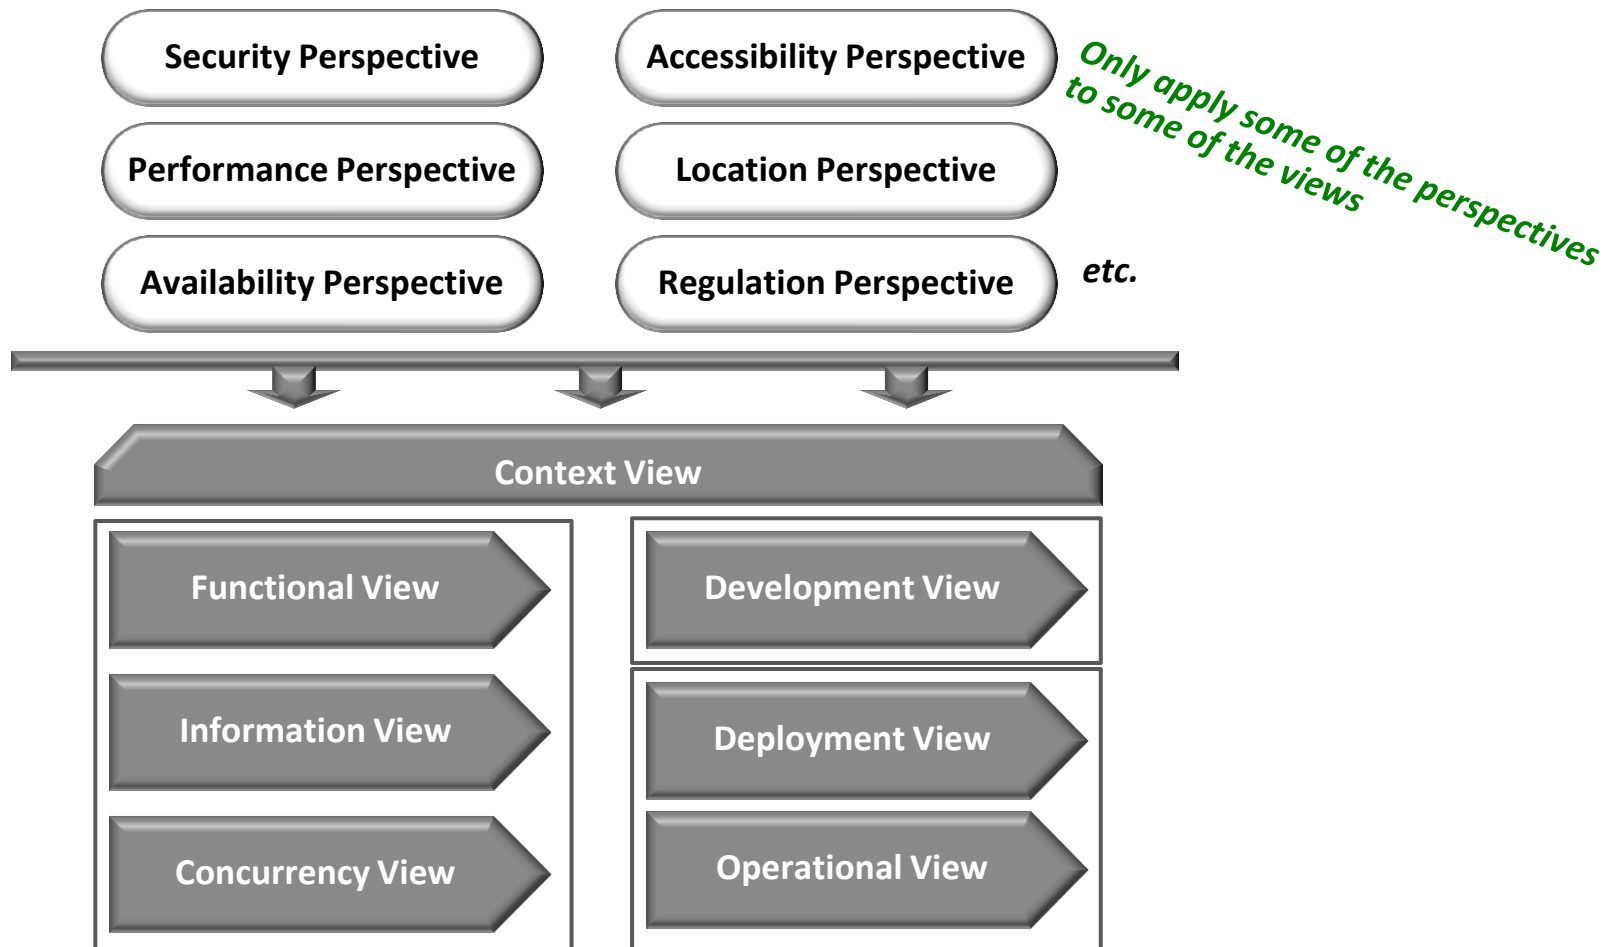 Security Perspective
Accessibility Perspective
Only apply some of the perspectives
to some of the views
Performance Perspective
Location Perspective
Availability Perspective
Regulation Perspective
etc.
Context View
Functional View
Development View
Information View
Deployment View
Concurrency View
Operational View